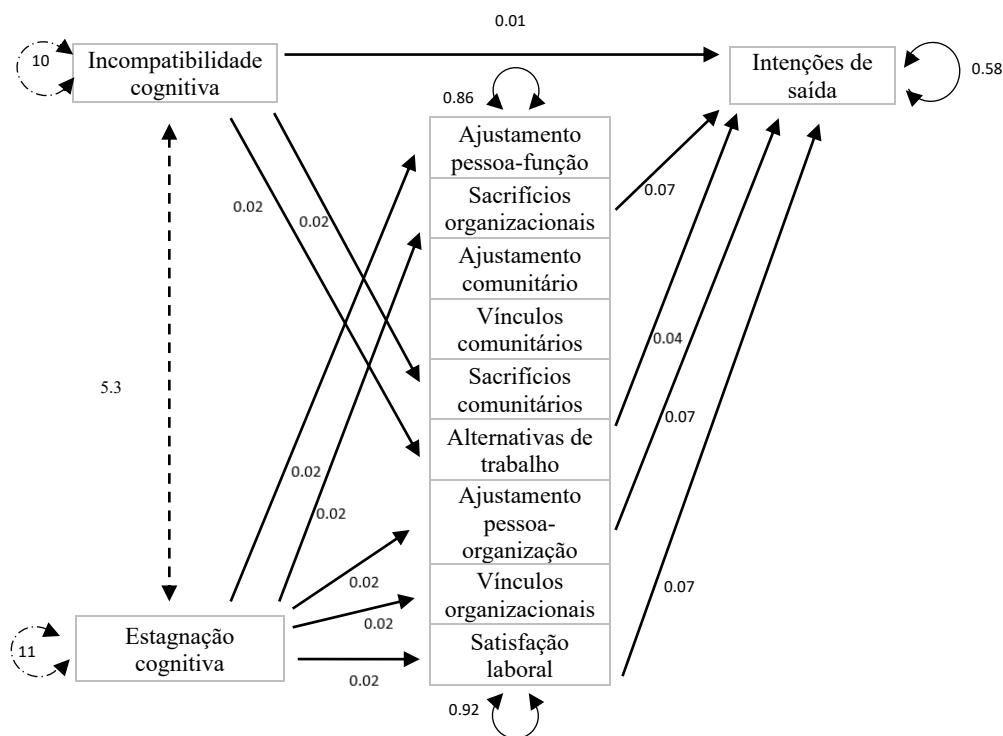 0.01
10
Incompatibilidade
cognitiva
Intenções de
saída
0.58
0.86
Ajustamento
pessoa-função
0.07
0.02
0.02
Sacrifícios
organizacionais
Ajustamento
comunitário
Vínculos
comunitários
0.04
5.3
Sacrifícios
comunitários
0.07
Alternativas de
trabalho
0.02
0.02
Ajustamento
pessoa-
organização
0.02
0.07
Vínculos
organizacionais
0.02
11
Estagnação
cognitiva
Satisfação
laboral
0.02
0.92